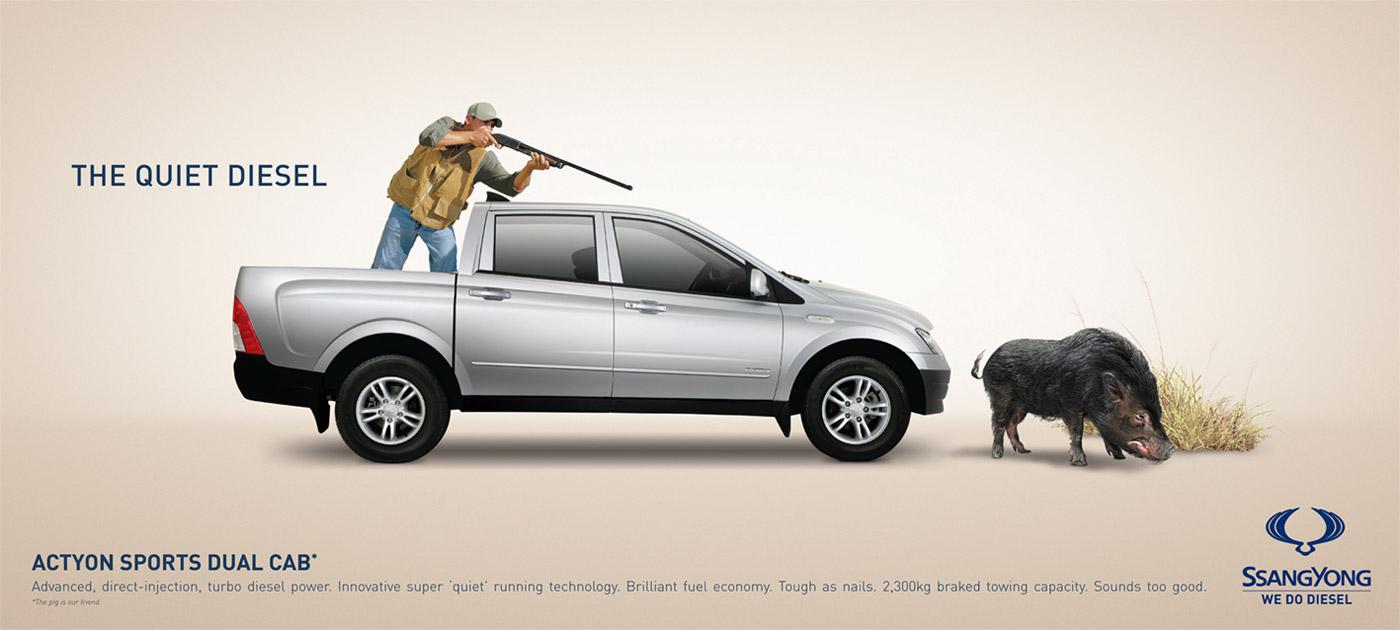 THE QUIET DIESEL
ACTYON SPORTS DUAL CAB*
Advanced, direct-injection, turbo diesel power. Innovative super 'quiet' running technology. Brilliant fuel economy. Tough as nails. 2,300kg braked towing capacity. Sounds too good.
*The pig is our friend.
SSANGYONG
WE DO DIESEL